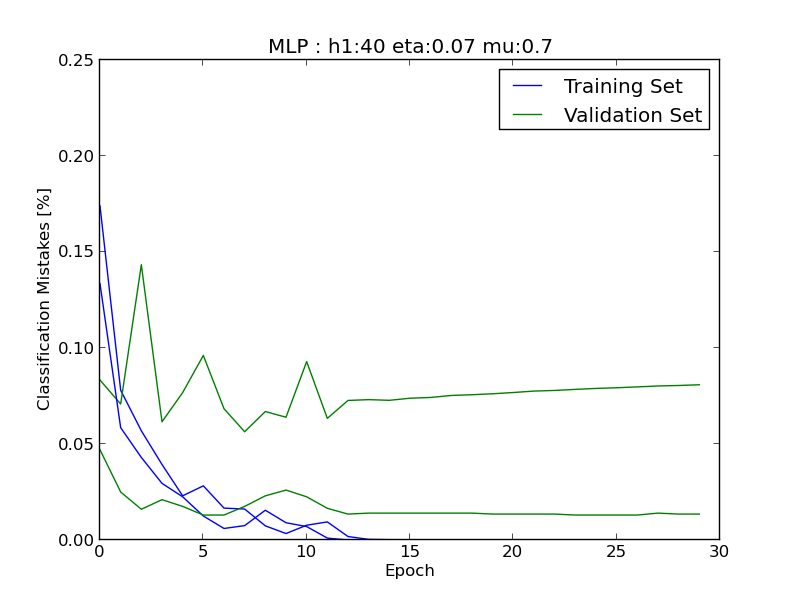 MLP : h1:40 eta:0.07 mu:0.7
Training Set
Validation Set
Classification Mistakes [%]
0.25
0.20
0.15
0.10
0.05
0.00
0 5 10 15 20 25 30
Epoch